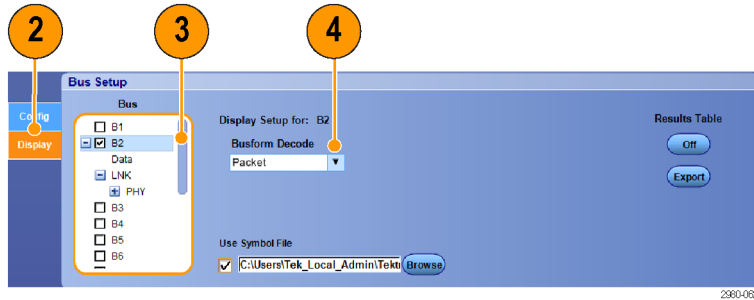 2
3
4
Bus Setup
Config
Display
Bus
B1
B2
Data
LNK
PHY
B3
B4
B5
B6
Display Setup for: B2
Busform Decode
Packet
Results Table
Off
Export
Use Symbol File
C:\Users\Tek_Local_Admin\Tekt
Browse
2980-06